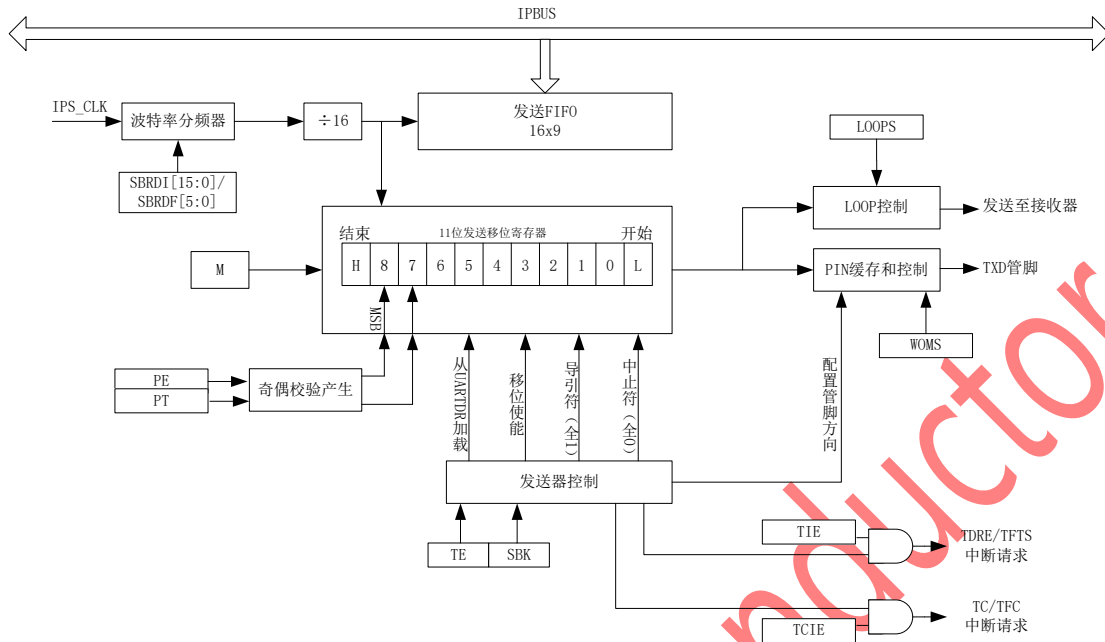 IPBUS
IPS_CLK
波特率分频器
÷16
发送FIFO
16x9
LOOPS
SBRDI[15:0]/
SBRDF[5:0]
LOOP控制
发送至接收器
结束
11位发送移位寄存器
开始
H 8 7 6 5 4 3 2 1 0 L
M
PIN缓存和控制
TXD管脚
MSB
WOMS
PE
PT
奇偶校验产生
从UARTDR加载
移位使能
导引符（全1）
中止符（全0）
配置管脚方向
发送器控制
TE
SBK
TIE
TDRE/TFTS
中断请求
TCIE
TC/TFC
中断请求
nductor